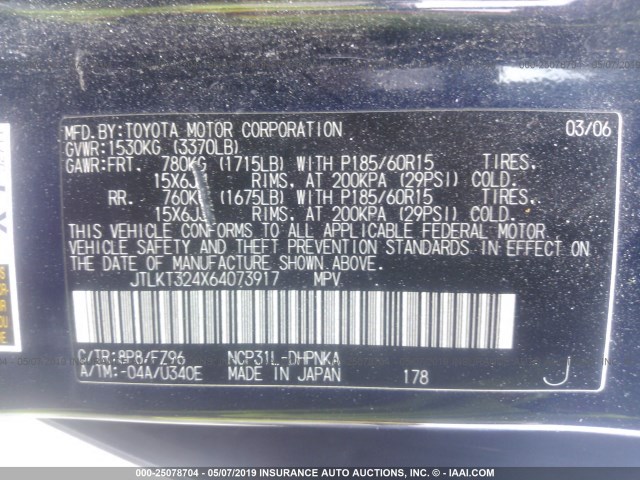 MFD.BY:TOYOTA MOTOR CORPORATION 03/06
GVWR:1530KG (3370LB)
GAWR:FRT. 780KG (1715LB) WITH P185/60R15 TIRES.
15X6J RIMS, AT 200KPA (29PSI) COLD.
RR. 760KG (1675LB) WITH P185/60R15 TIRES.
15X6J RIMS, AT 200KPA (29PSI) COLD.
THIS VEHICLE CONFORMS TO ALL APPLICABLE FEDERAL MOTOR
VEHICLE SAFETY AND THEFT PREVENTION STANDARDS IN EFFECT ON
THE DATE OF MANUFACTURE SHOWN ABOVE.
JTLKT324X64073917 MPV
C/TR:8P8/FZ96 NCP31L-DHPNKA
A/TM:-04A/U340E MADE IN JAPAN 178 J
000-25078704 - 05/07/2019 INSURANCE AUTO AUCTIONS, INC. - IAAI.COM